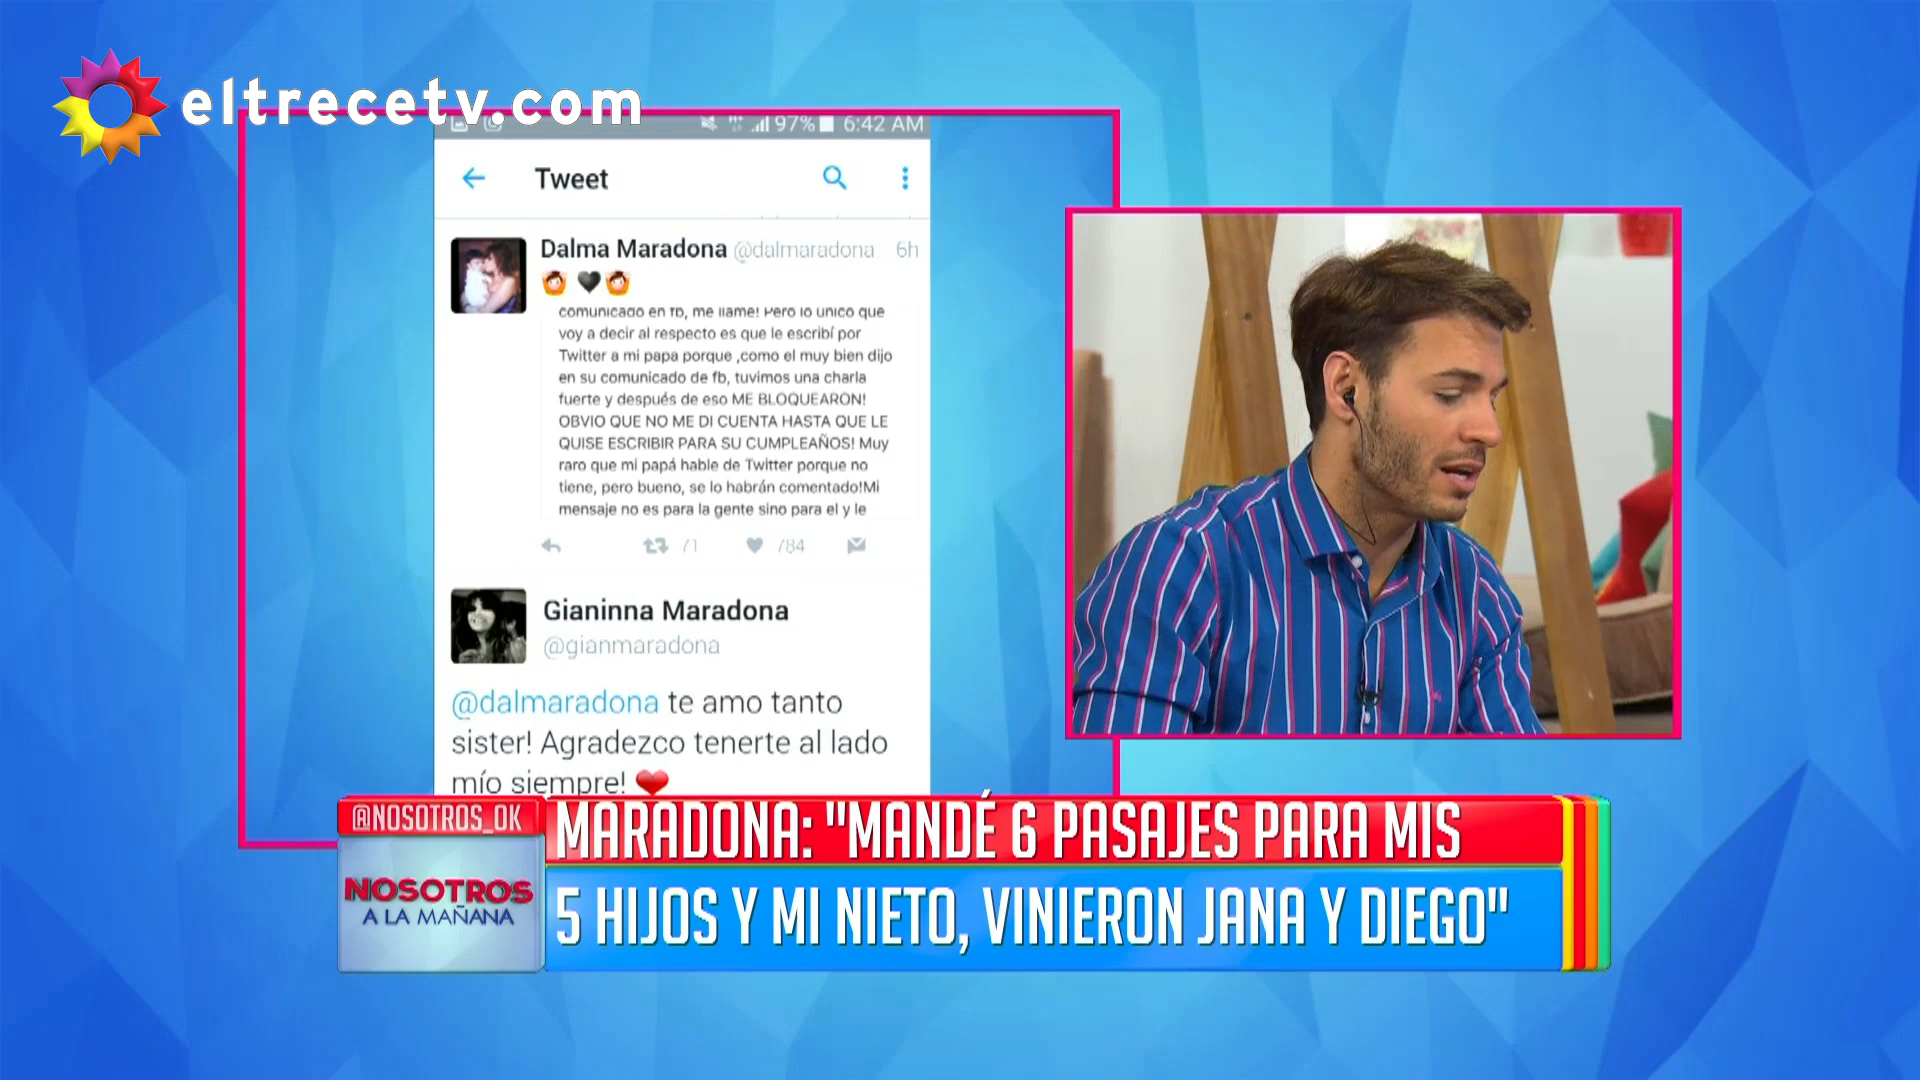 eltrecetv.com
97% 6:42 AM
Tweet
Dalma Maradona @dalmaradona 6h
comunicado en fb, me llame! Pero lo único que
voy a decir al respecto es que le escribí por
Twitter a mi papa porque ,como el muy bien dijo
en su comunicado de fb, tuvimos una charla
fuerte y después de eso ME BLOQUEARON!
OBVIO QUE NO ME DI CUENTA HASTA QUE LE
QUISE ESCRIBIR PARA SU CUMPLEAÑOS! Muy
raro que mi papá hable de Twitter porque no
tiene, pero bueno, se lo habrán comentado!Mi
mensaje no es para la gente sino para el y le
71 784
Gianinna Maradona
@gianmaradona
@dalmaradona te amo tanto
sister! Agradezco tenerte al lado
mío siempre!
@NOSOTROS_OK
NOSOTROS
A LA MAÑANA
MARADONA: "MANDÉ 6 PASAJES PARA MIS
5 HIJOS Y MI NIETO, VINIERON JANA Y DIEGO"